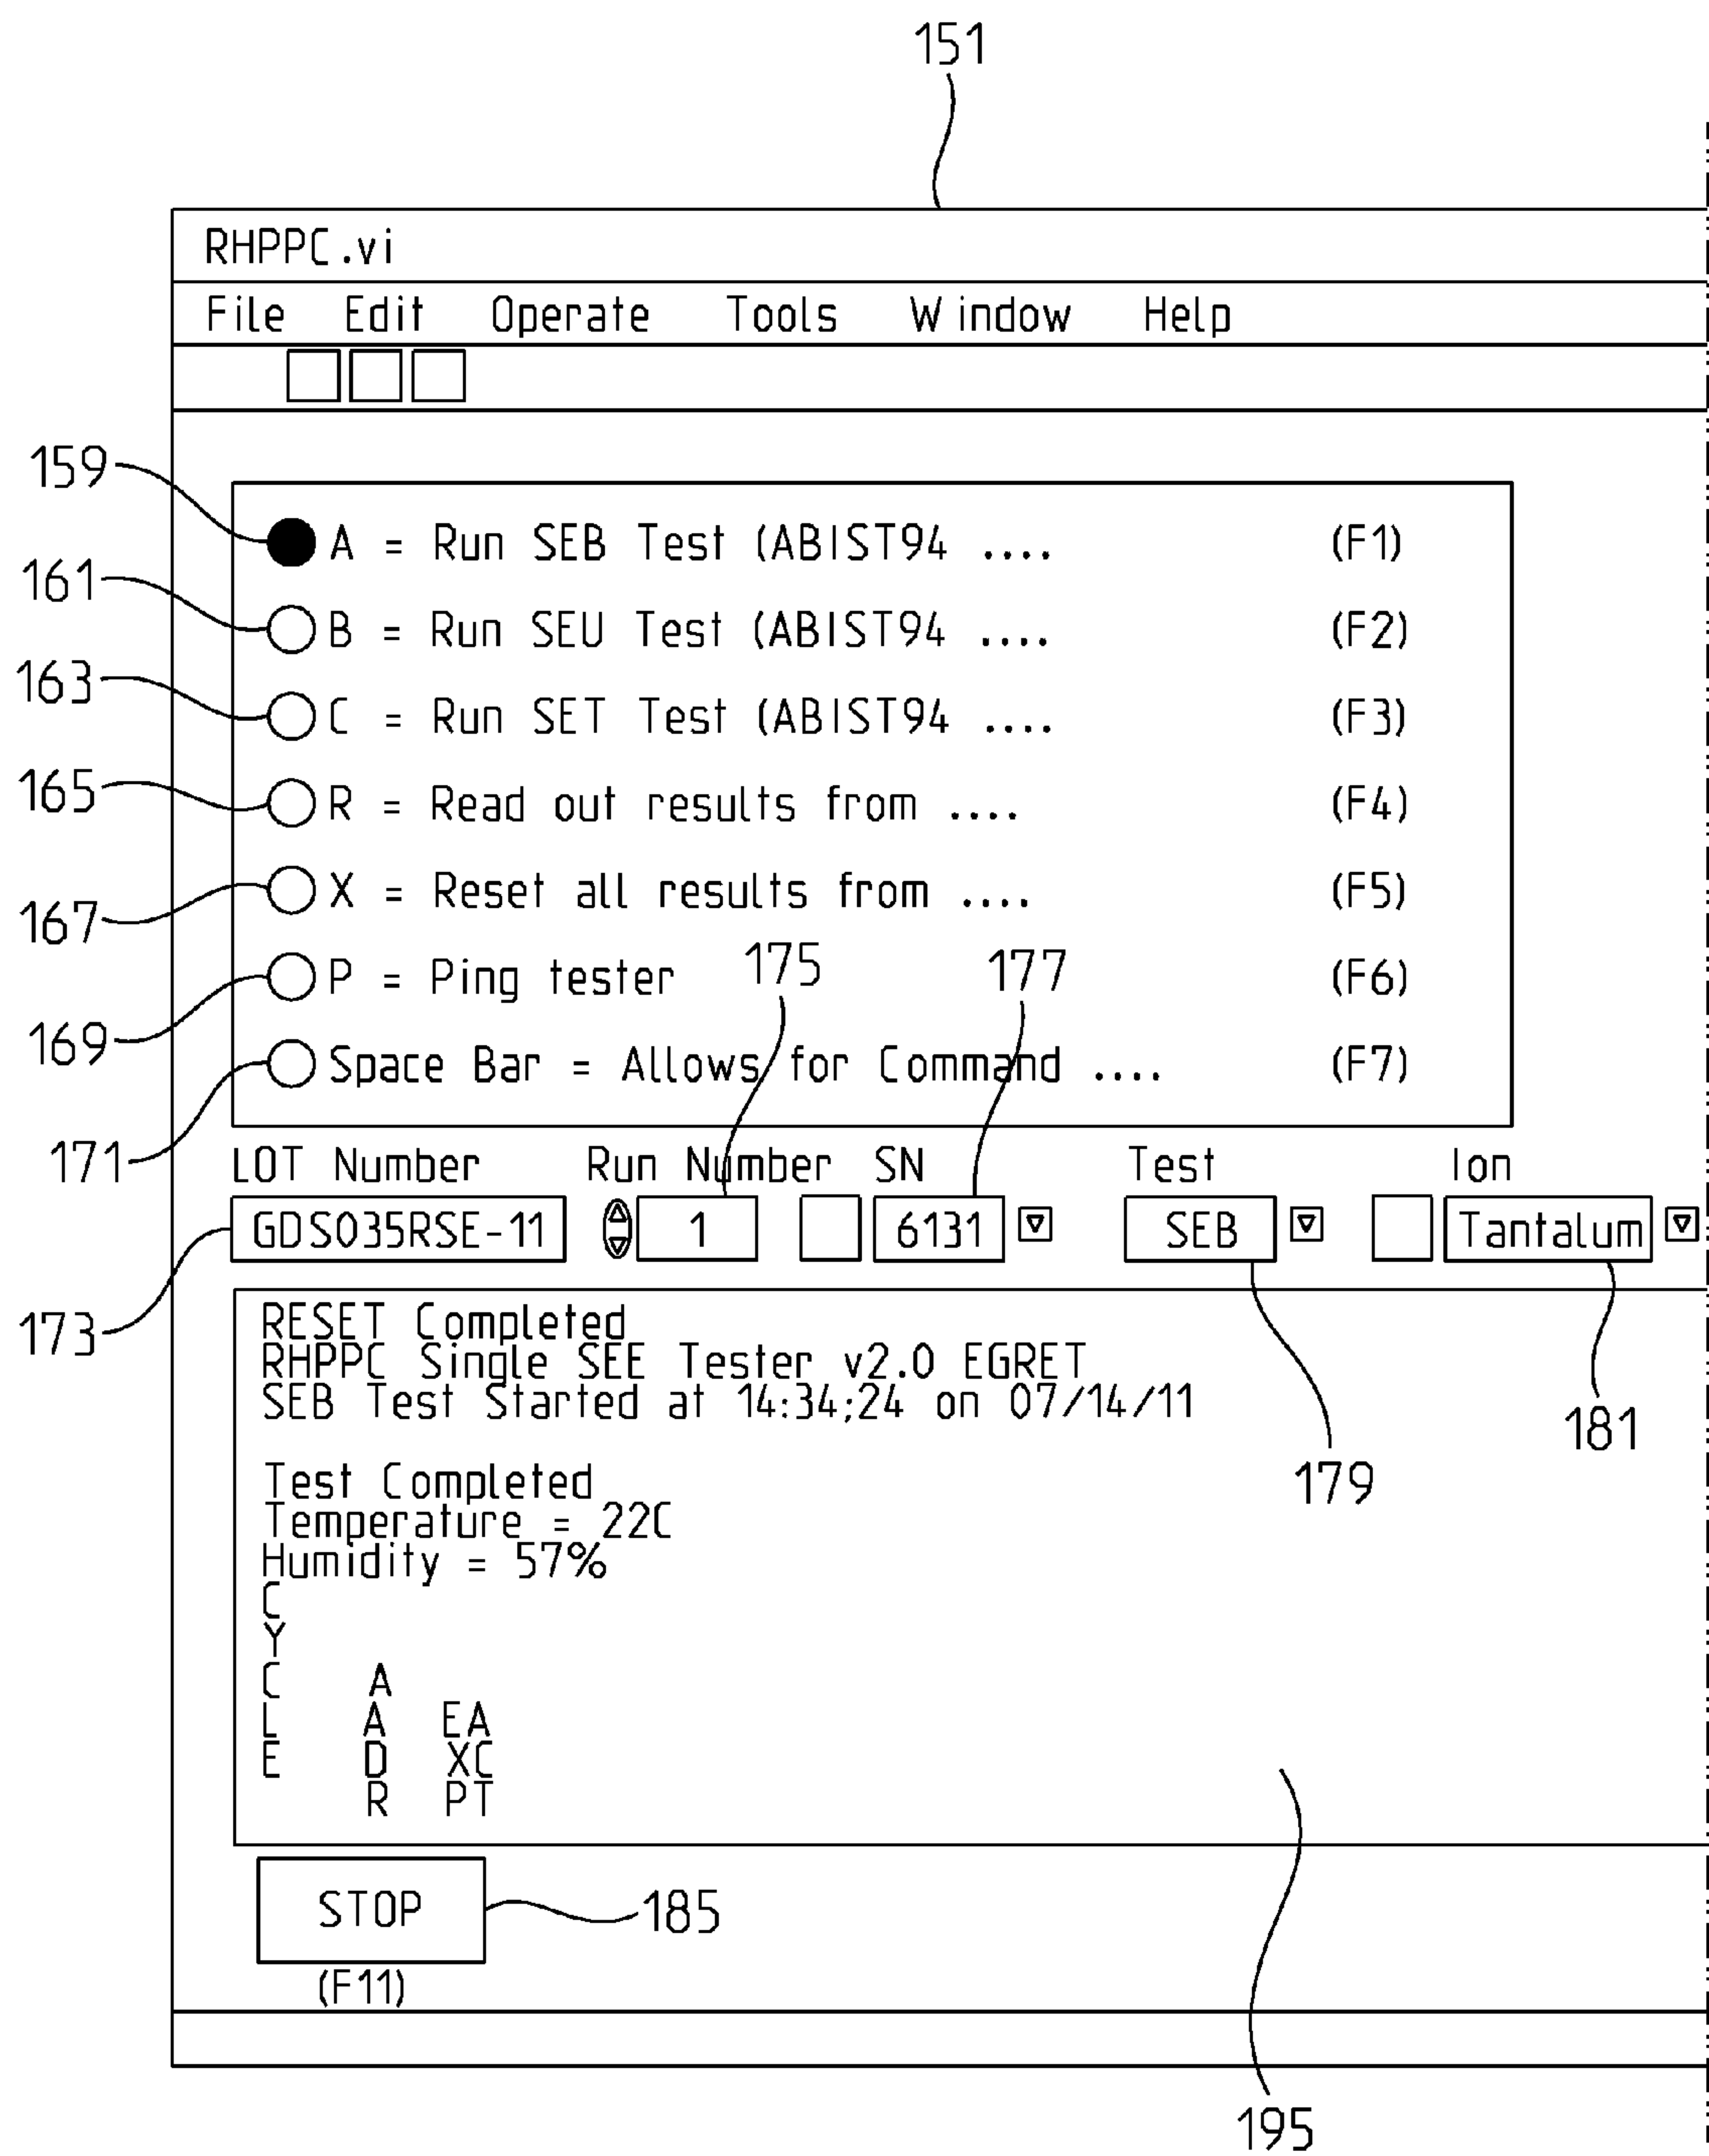 151
RHPPC.vi
File Edit Operate Tools Window Help
159
A = Run SEB Test (ABIST94 .... (F1)
161
B = Run SEU Test (ABIST94 .... (F2)
163
C = Run SET Test (ABIST94 .... (F3)
165
R = Read out results from .... (F4)
167
X = Reset all results from .... (F5)
175 177
169
P = Ping tester (F6)
171
Space Bar = Allows for Command .... (F7)
LOT Number Run Number SN Test Ion
GDS035RSE-11 1 6131 SEB Tantalum
173
RESET Completed
RHPPC Single SEE Tester v2.0 EGRET
SEB Test Started at 14:34;24 on 07/14/11
181
179
Test Completed
Temperature = 22C
Humidity = 57%
C
Y
C A
L A EA
E D XC
R PT
STOP
185
(F11)
195